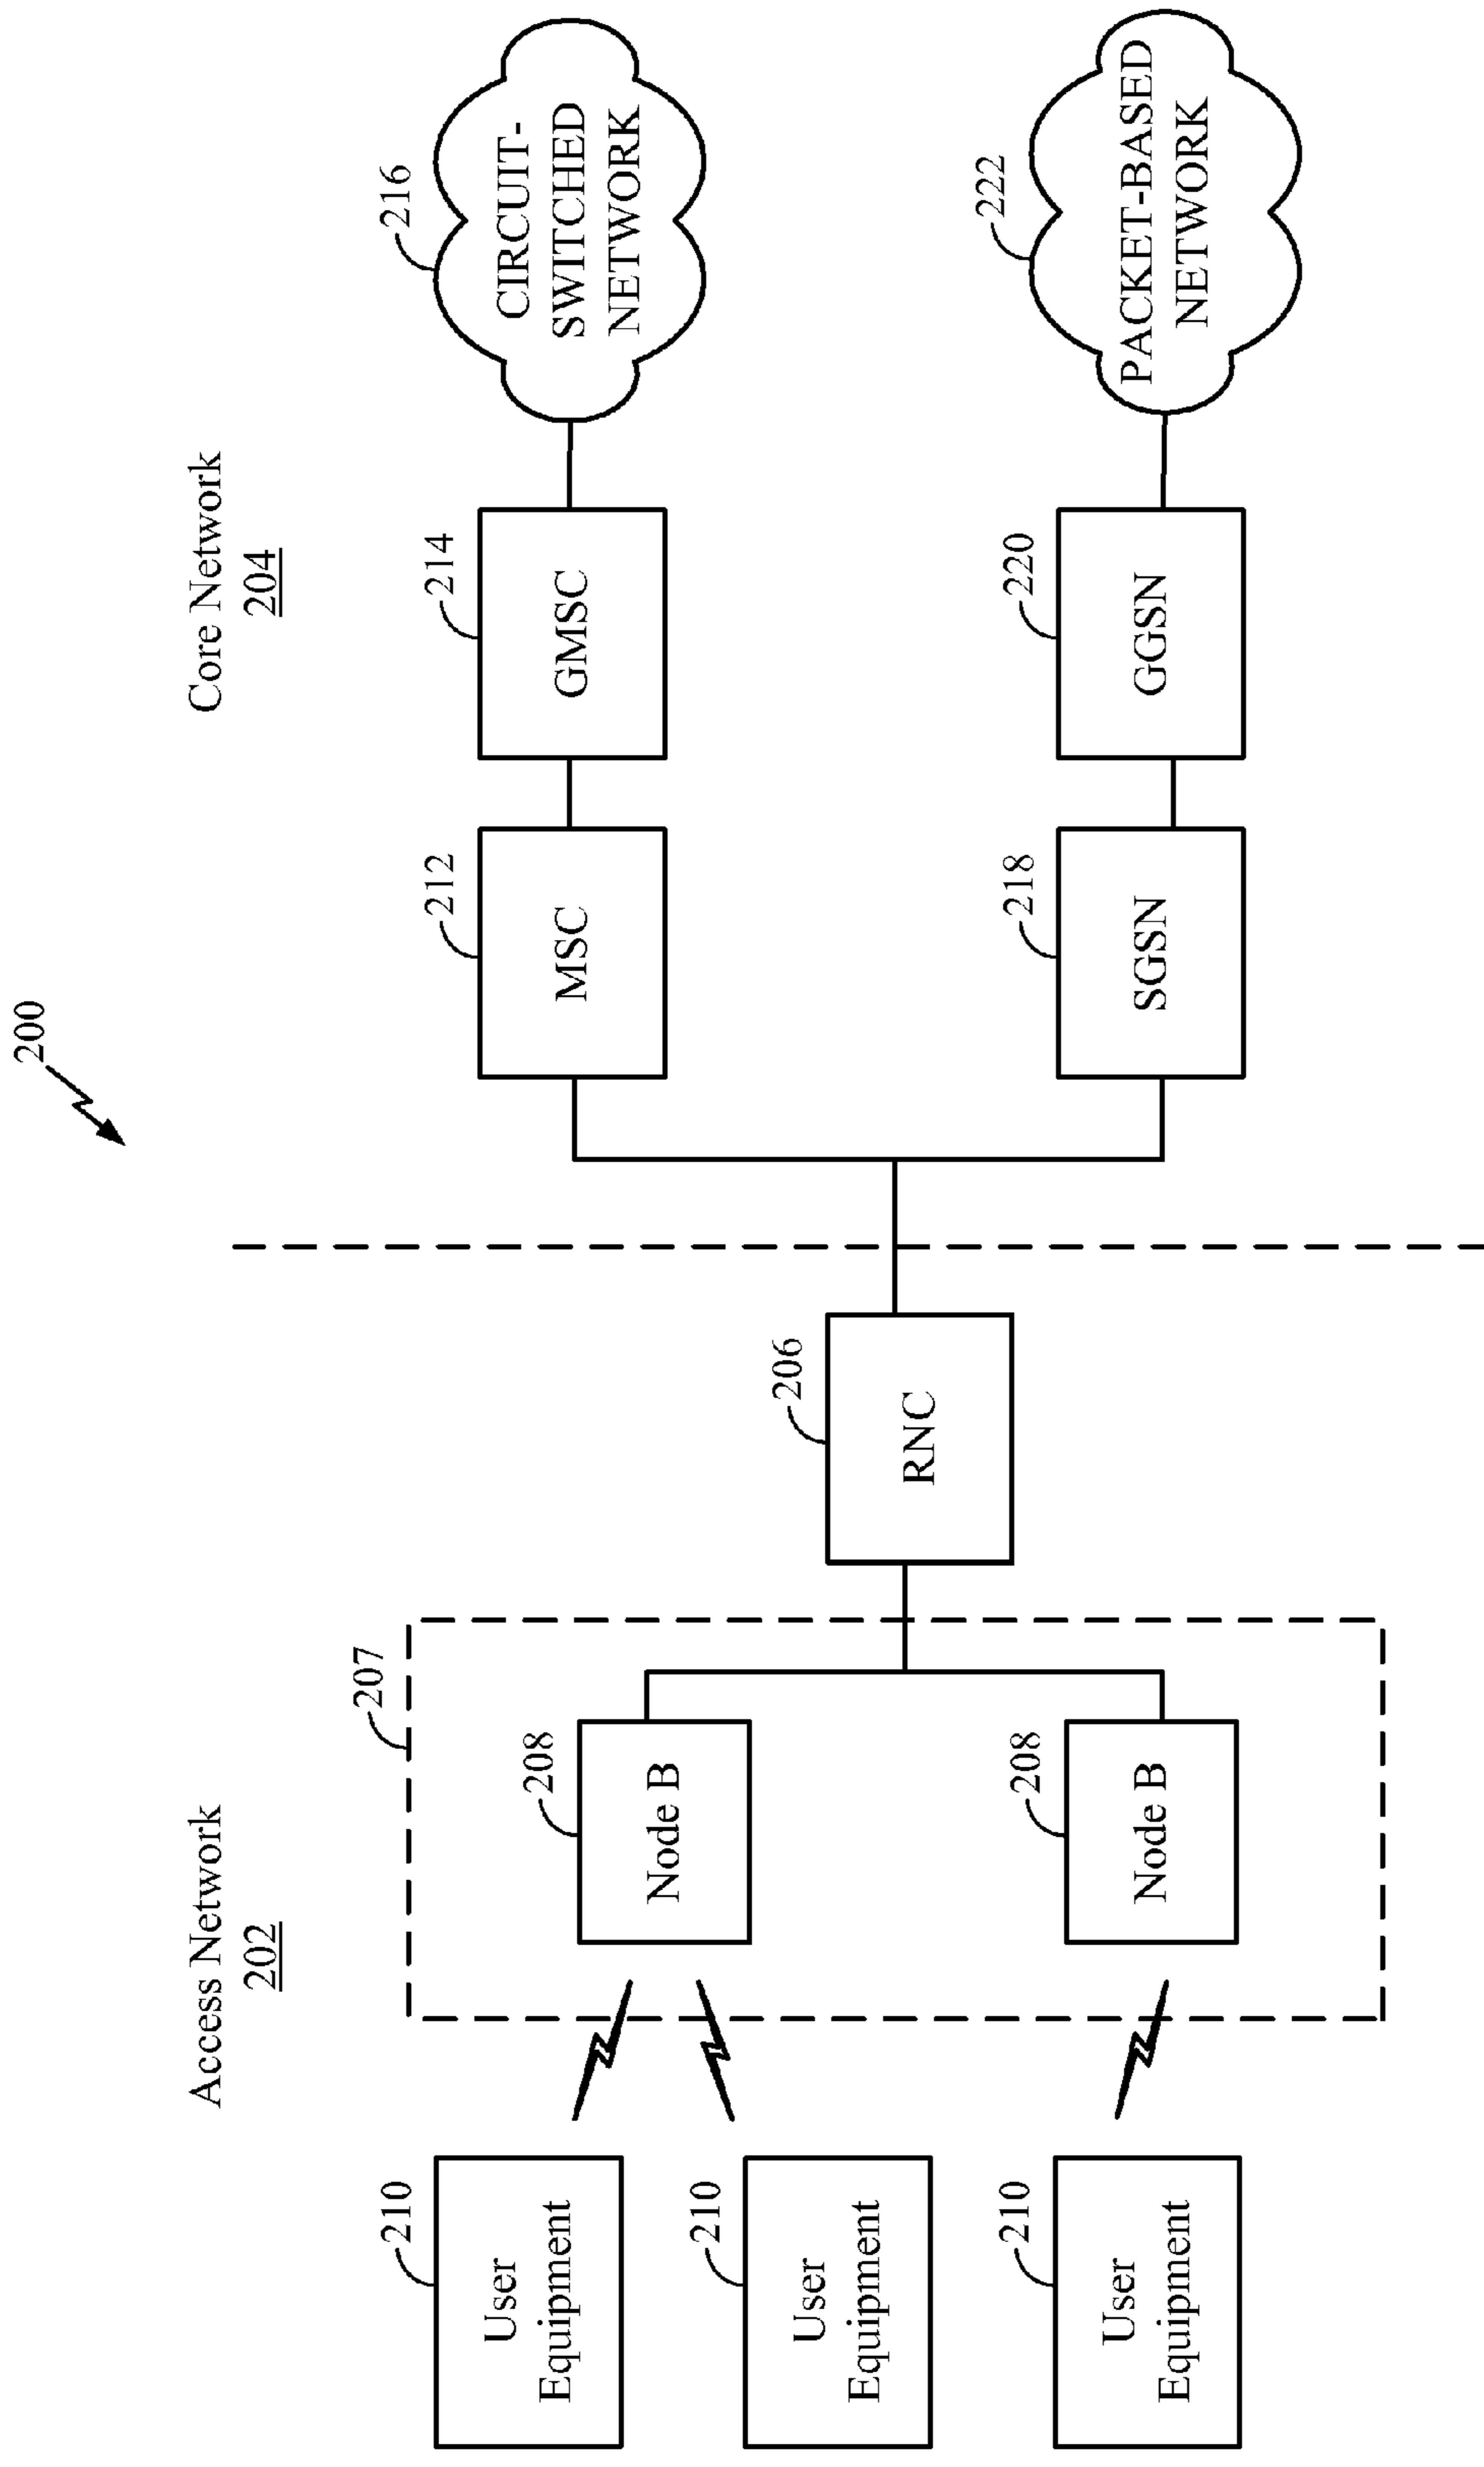 200
Access Network
202
Core Network
204
207
210
User
Equipment
210
User
Equipment
210
User
Equipment
208
Node B
208
Node B
206
RNC
212
MSC
214
GMSC
216
CIRCUIT-
SWITCHED
NETWORK
218
SGSN
220
GGSN
222
PACKET-BASED
NETWORK